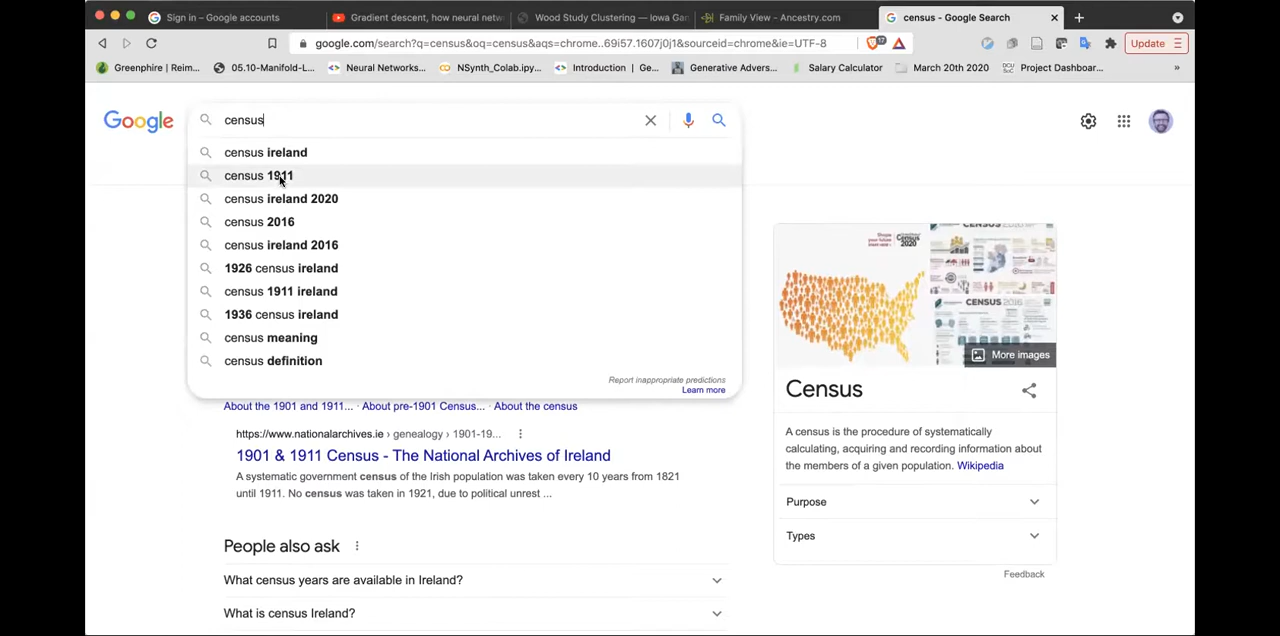 Sign in – Google accounts
Gradient descent, how neural netw
Wood Study Clustering — Iowa Gar
Family View - Ancestry.com
census - Google Search
google.com/search?q=census&oq=census&aqs=chrome..69i57.1607j0j1&sourceid=chrome&ie=UTF-8
17
Update
Greenphire | Reim...
05.10-Manifold-L...
Neural Networks...
NSynth_Colab.ipy...
Introduction | Ge...
Generative Advers...
Salary Calculator
March 20th 2020
Project Dashboar...
»
Google
census
census ireland
census 1911
census ireland 2020
census 2016
census ireland 2016
1926 census ireland
census 1911 ireland
1936 census ireland
census meaning
census definition
Report inappropriate predictions
Learn more
About the 1901 and 1911... · About pre-1901 Census... · About the census
https://www.nationalarchives.ie › genealogy › 1901-19...
1901 & 1911 Census - The National Archives of Ireland
A systematic government census of the Irish population was taken every 10 years from 1821
until 1911. No census was taken in 1921, due to political unrest ...
People also ask
What census years are available in Ireland?
What is census Ireland?
Census
2020
CENSUS 2016
More images
Census
A census is the procedure of systematically
calculating, acquiring and recording information about
the members of a given population. Wikipedia
Purpose
Types
Feedback